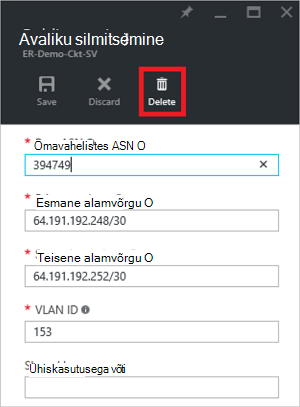 Avaliku silmitsemine
ER-Demo-Ckt-SV
Save Discard Delete
* Omavahelistes ASN O
394749
* Esmane alamvõrgu O
64.191.192.248/30
* Teisene alamvõrgu O
64.191.192.252/30
* VLAN ID
153
Ühiskasutusega võti